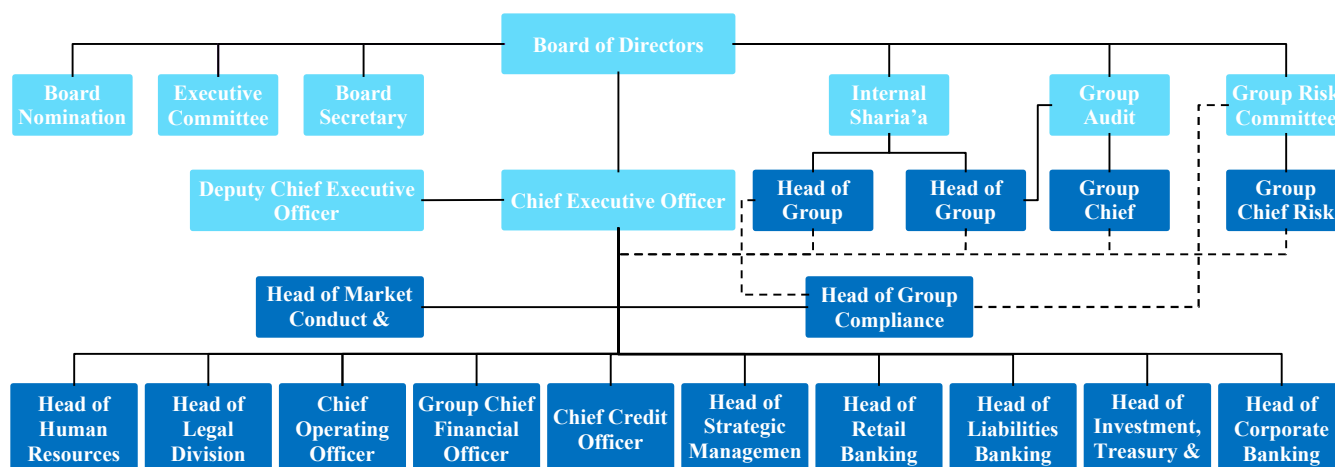 Board of Directors
Board
Nomination
Executive
Committee
Board
Secretary
Internal
Sharia’a
Group
Audit
Group Risk
Committee
Deputy Chief Executive
Officer
Chief Executive Officer
Head of
Group
Head of
Group
Group
Chief
Group
Chief Risk
Head of Market
Conduct &
Head of Group
Compliance
Head of
Human
Resources
Head of
Legal
Division
Chief
Operating
Officer
Group Chief
Financial
Officer
Chief Credit
Officer
Head of
Strategic
Managemen
Head of
Retail
Banking
Head of
Liabilities
Banking
Head of
Investment,
Treasury &
Head of
Corporate
Banking